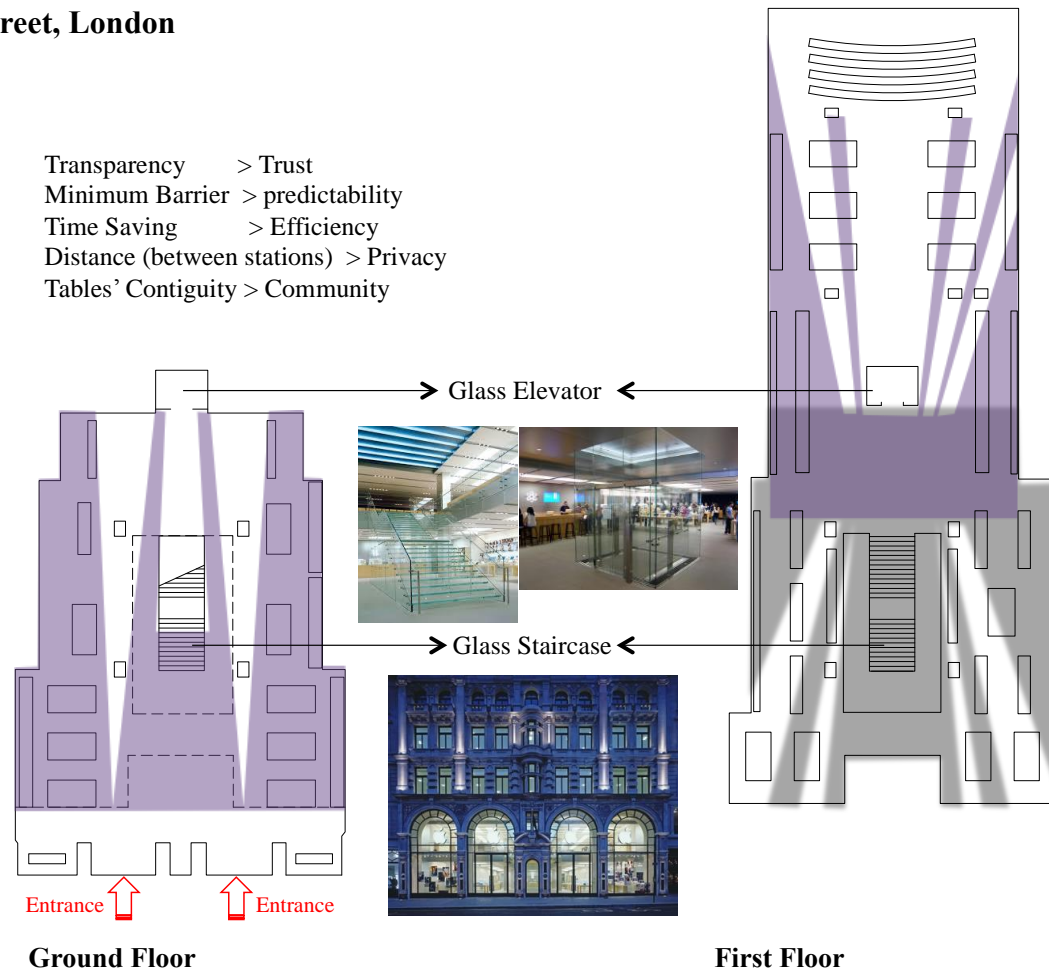 reet, London
Transparency > Trust
Minimum Barrier > predictability
Time Saving > Efficiency
Distance (between stations) > Privacy
Tables’ Contiguity > Community
Glass Elevator
Glass Staircase
Entrance
Entrance
Ground Floor
First Floor